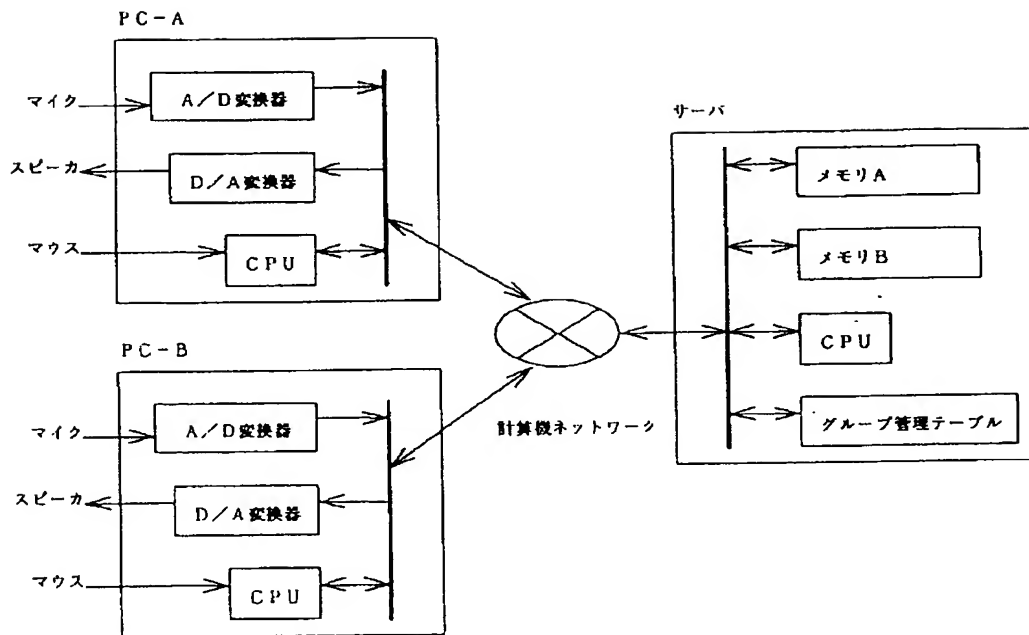 PC-A
マイク
A/D変換器
スピーカ
D/A変換器
マウス
CPU
PC-B
マイク
A/D変換器
スピーカ
D/A変換器
マウス
CPU
計算機ネットワーク
サーバ
メモリA
メモリB
CPU
グループ管理テーブル